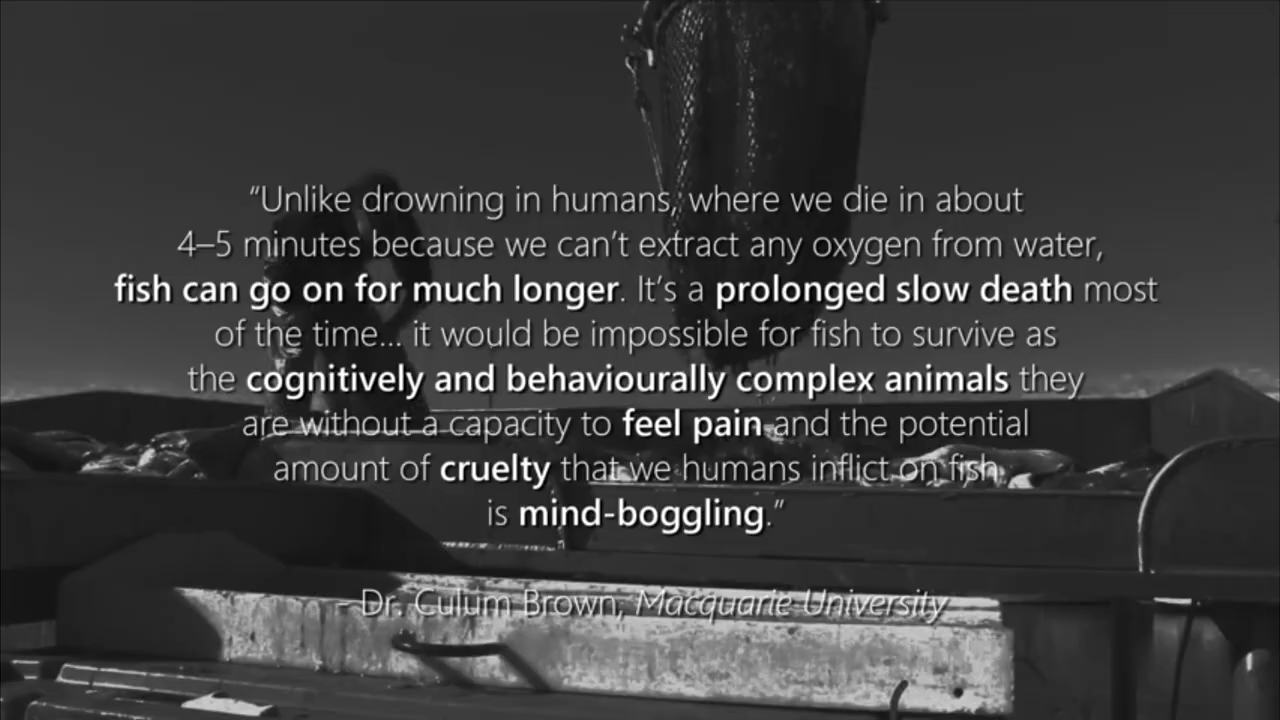 “Unlike drowning in humans, where we die in about
4–5 minutes because we can’t extract any oxygen from water,
fish can go on for much longer. It’s a prolonged slow death most
of the time... it would be impossible for fish to survive as
the cognitively and behaviourally complex animals they
are without a capacity to feel pain and the potential
amount of cruelty that we humans inflict on fish
is mind-boggling.”
– Dr. Culum Brown, Macquarie University